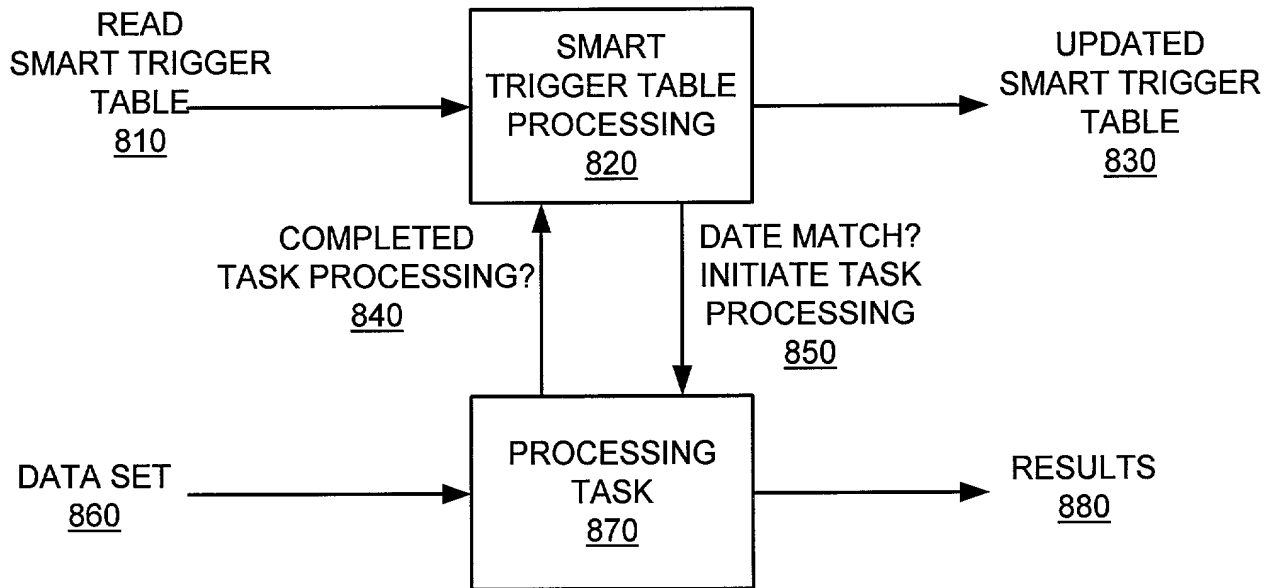 READ
SMART TRIGGER
TABLE
810
SMART
TRIGGER TABLE
PROCESSING
820
UPDATED
SMART TRIGGER
TABLE
830
COMPLETED
TASK PROCESSING?
840
DATE MATCH?
INITIATE TASK
PROCESSING
850
DATA SET
860
PROCESSING
TASK
870
RESULTS
880